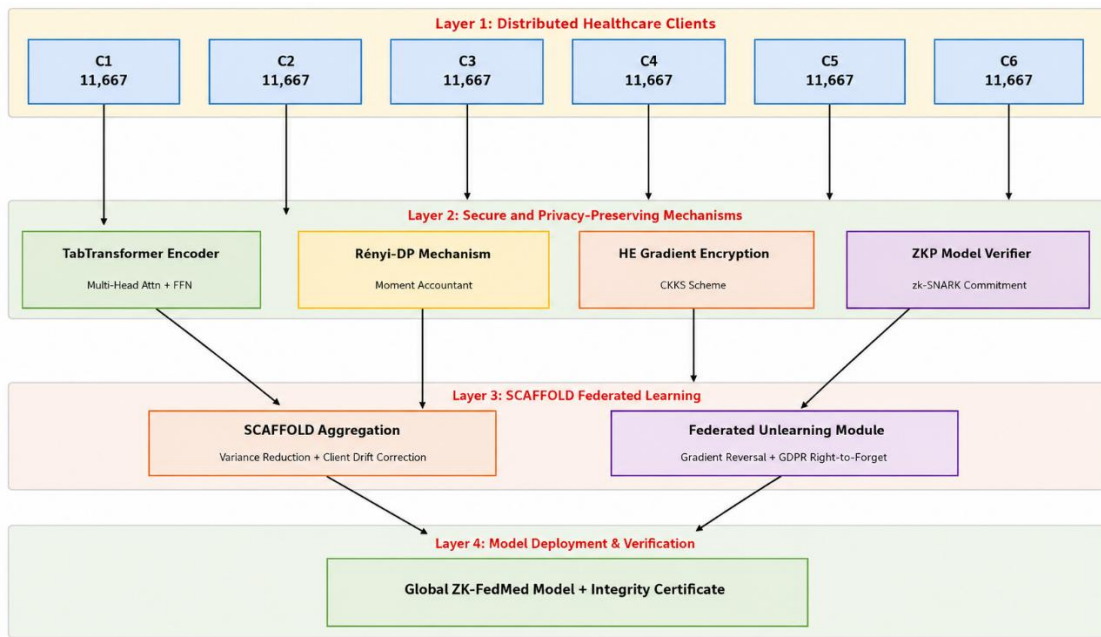 Layer 1: Distributed Healthcare Clients
C1
11,667
C2
11,667
C3
11,667
C4
11,667
C5
11,667
C6
11,667
Layer 2: Secure and Privacy-Preserving Mechanisms
TabTransformer Encoder
Multi-Head Attn + FFN
Rényi-DP Mechanism
Moment Accountant
HE Gradient Encryption
CKKS Scheme
ZKP Model Verifier
zk-SNARK Commitment
Layer 3: SCAFFOLD Federated Learning
SCAFFOLD Aggregation
Variance Reduction + Client Drift Correction
Federated Unlearning Module
Gradient Reversal + GDPR Right-to-Forget
Layer 4: Model Deployment & Verification
Global ZK-FedMed Model + Integrity Certificate